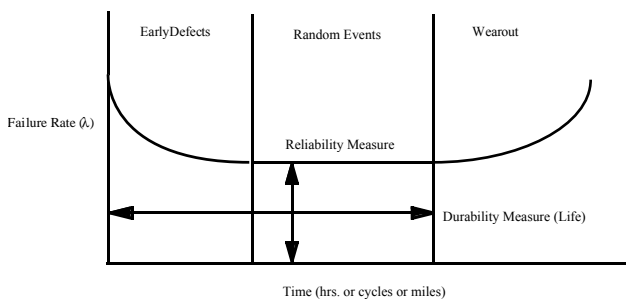 EarlyDefects
Random Events
Wearout
Failure Rate (λ)
Reliability Measure
Durability Measure (Life)
Time (hrs. or cycles or miles)